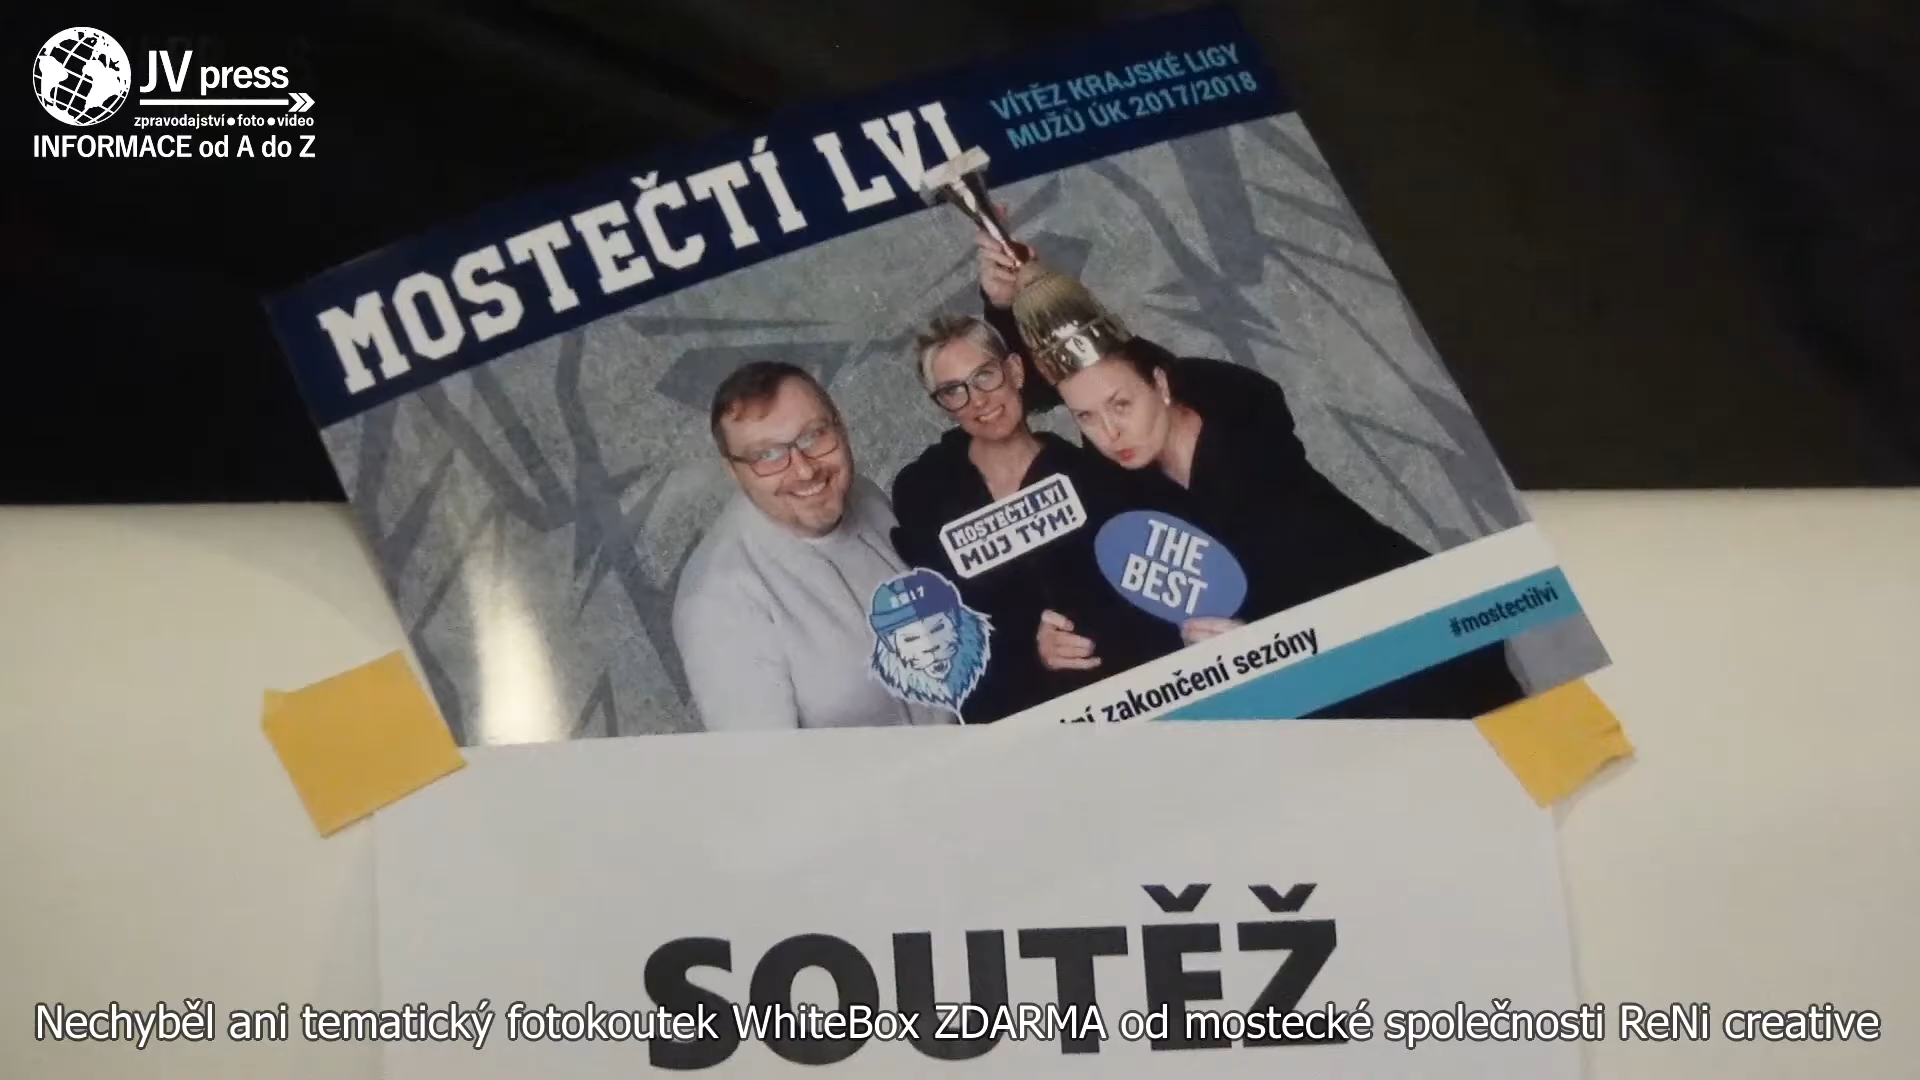 JV press
zpravodajství•foto•video
INFORMACE od A do Z
VÍTĚZ KRAJSKÉ LIGY
MUŽŮ ÚK 2017/2018
MOSTEČTÍ LVI
MOSTEČTÍ LVI
MŮJ TÝM!
THE
BEST
2017
#mostectilvi
zakončení sezóny
SOUTĚŽ
Nechyběl ani tematický fotokoutek WhiteBox ZDARMA od mostecké společnosti ReNi creative